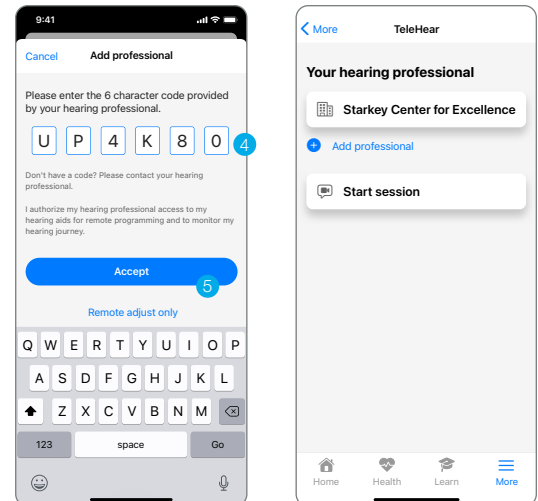 9:41
Cancel Add professional
Please enter the 6 character code provided
by your hearing professional.
U P 4 K 8 0 4
Don't have a code? Please contact your hearing
professional.
I authorize my hearing professional access to my
hearing aids for remote programming and to monitor my
hearing journey.
Accept
5
Remote adjust only
Q W E R T Y U I O P
A S D F G H J K L
Z X C V B N M
123 space Go
More TeleHear
Your hearing professional
Starkey Center for Excellence
Add professional
Start session
Home Health Learn More